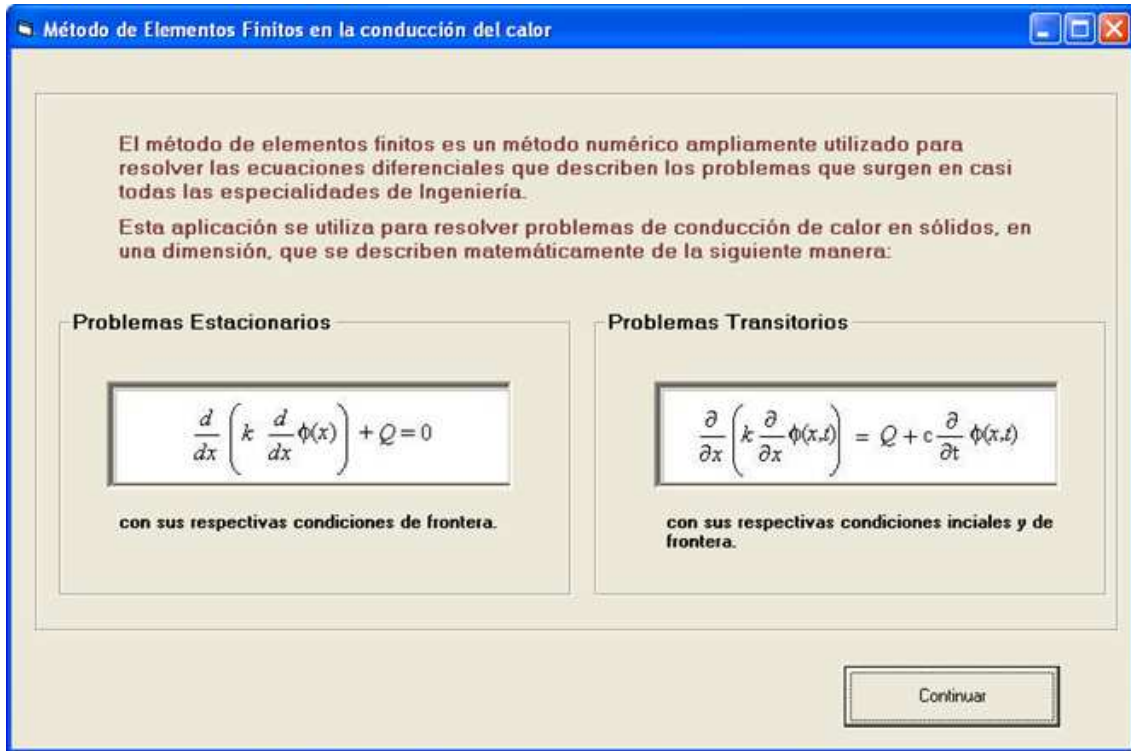 Método de Elementos Finitos en la conducción del calor
El método de elementos finitos es un método numérico ampliamente utilizado para
resolver las ecuaciones diferenciales que describen los problemas que surgen en casi
todas las especialidades de Ingeniería.
Esta aplicación se utiliza para resolver problemas de conducción de calor en sólidos, en
una dimensión, que se describen matemáticamente de la siguiente manera:
Problemas Estacionarios
d/dx ( k d/dx ϕ(x) ) + Q = 0
con sus respectivas condiciones de frontera.
Problemas Transitorios
∂/∂x ( k ∂/∂x ϕ(x,t) ) = Q + c ∂/∂t ϕ(x,t)
con sus respectivas condiciones inciales y de
frontera.
Continuar